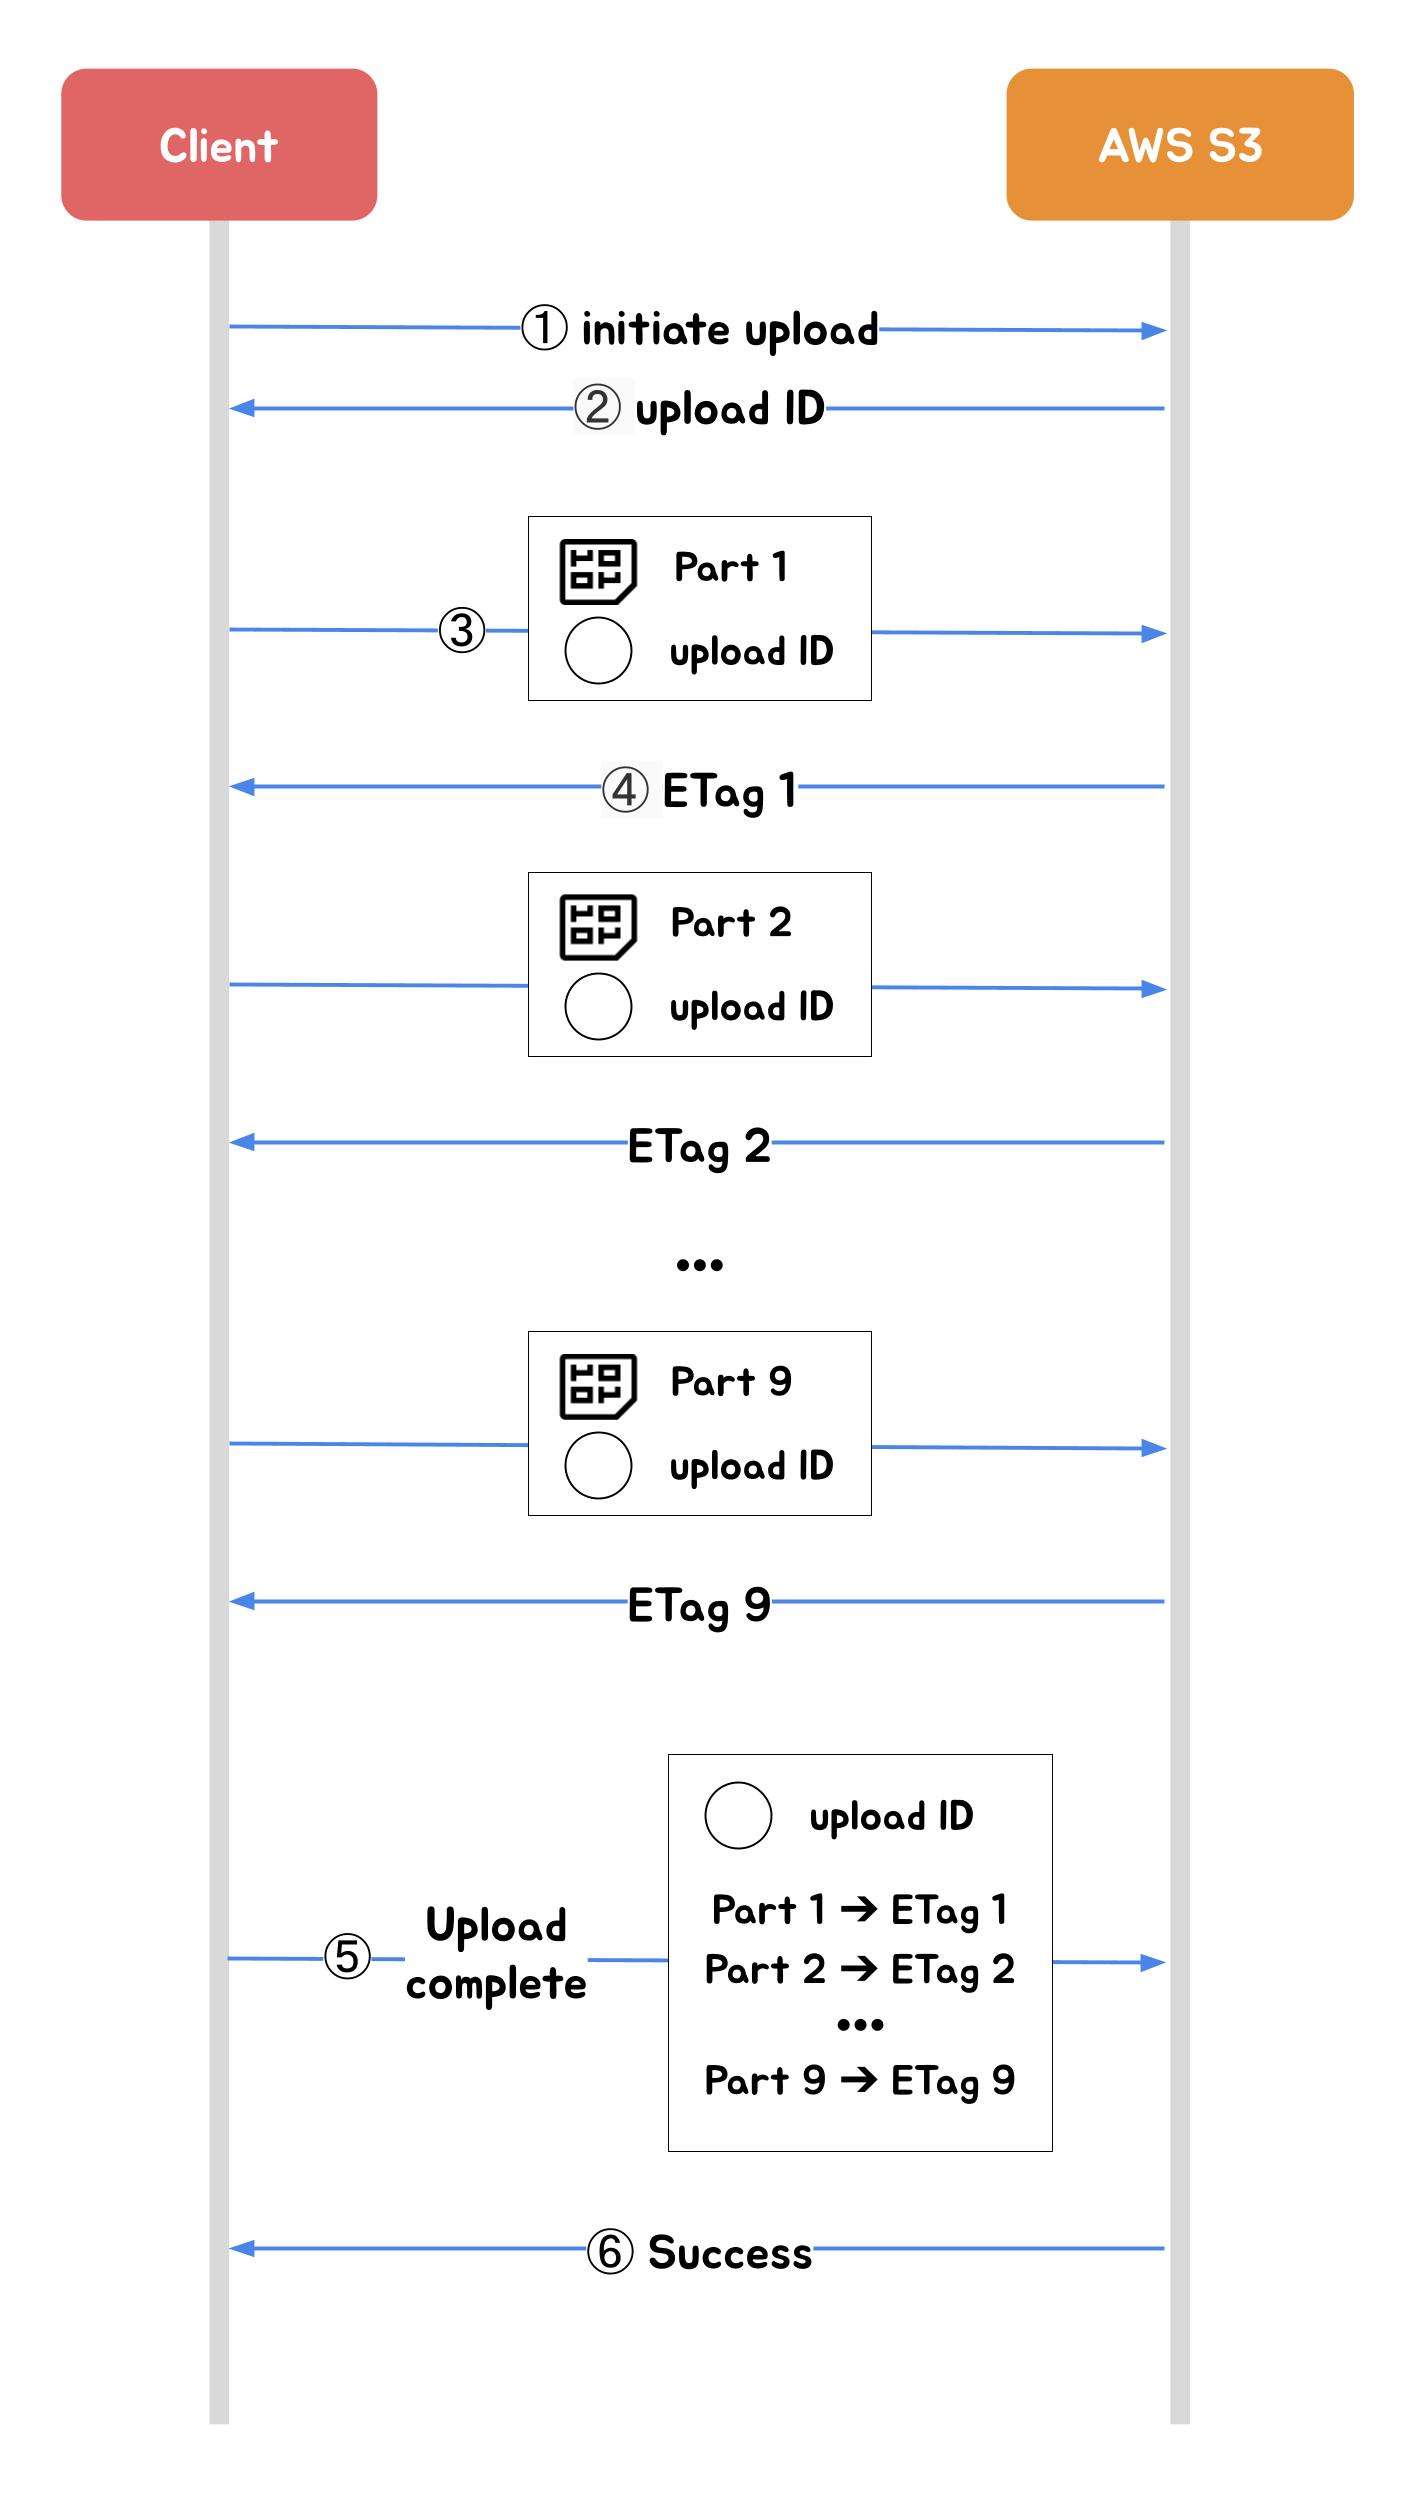 Client
AWS S3
① initiate upload
② upload ID
Part 1
③
upload ID
④ ETag 1
Part 2
upload ID
ETag 2
...
Part 9
upload ID
ETag 9
upload ID
Part 1 → ETag 1
Upload
⑤
complete
Part 2 → ETag 2
...
Part 9 → ETag 9
⑥ Success